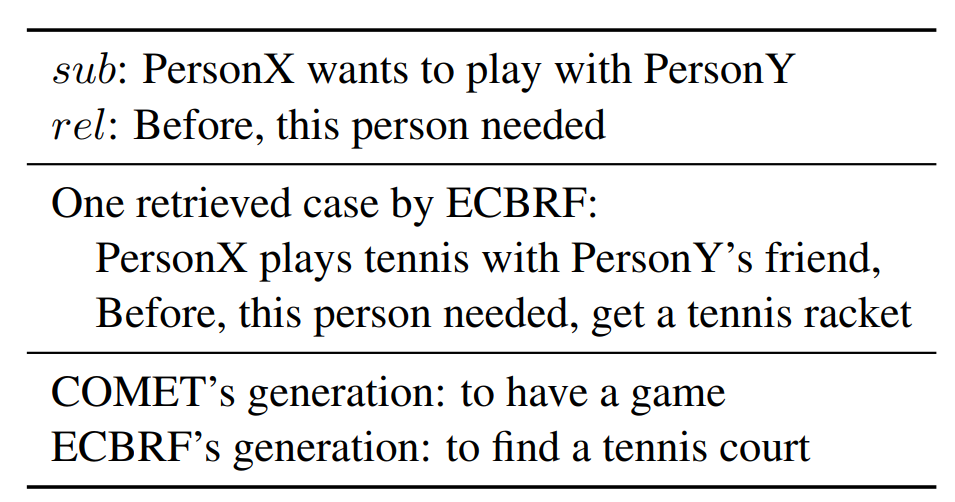 sub: PersonX wants to play with PersonY
rel: Before, this person needed
One retrieved case by ECBRF:
PersonX plays tennis with PersonY’s friend,
Before, this person needed, get a tennis racket
COMET’s generation: to have a game
ECBRF’s generation: to find a tennis court